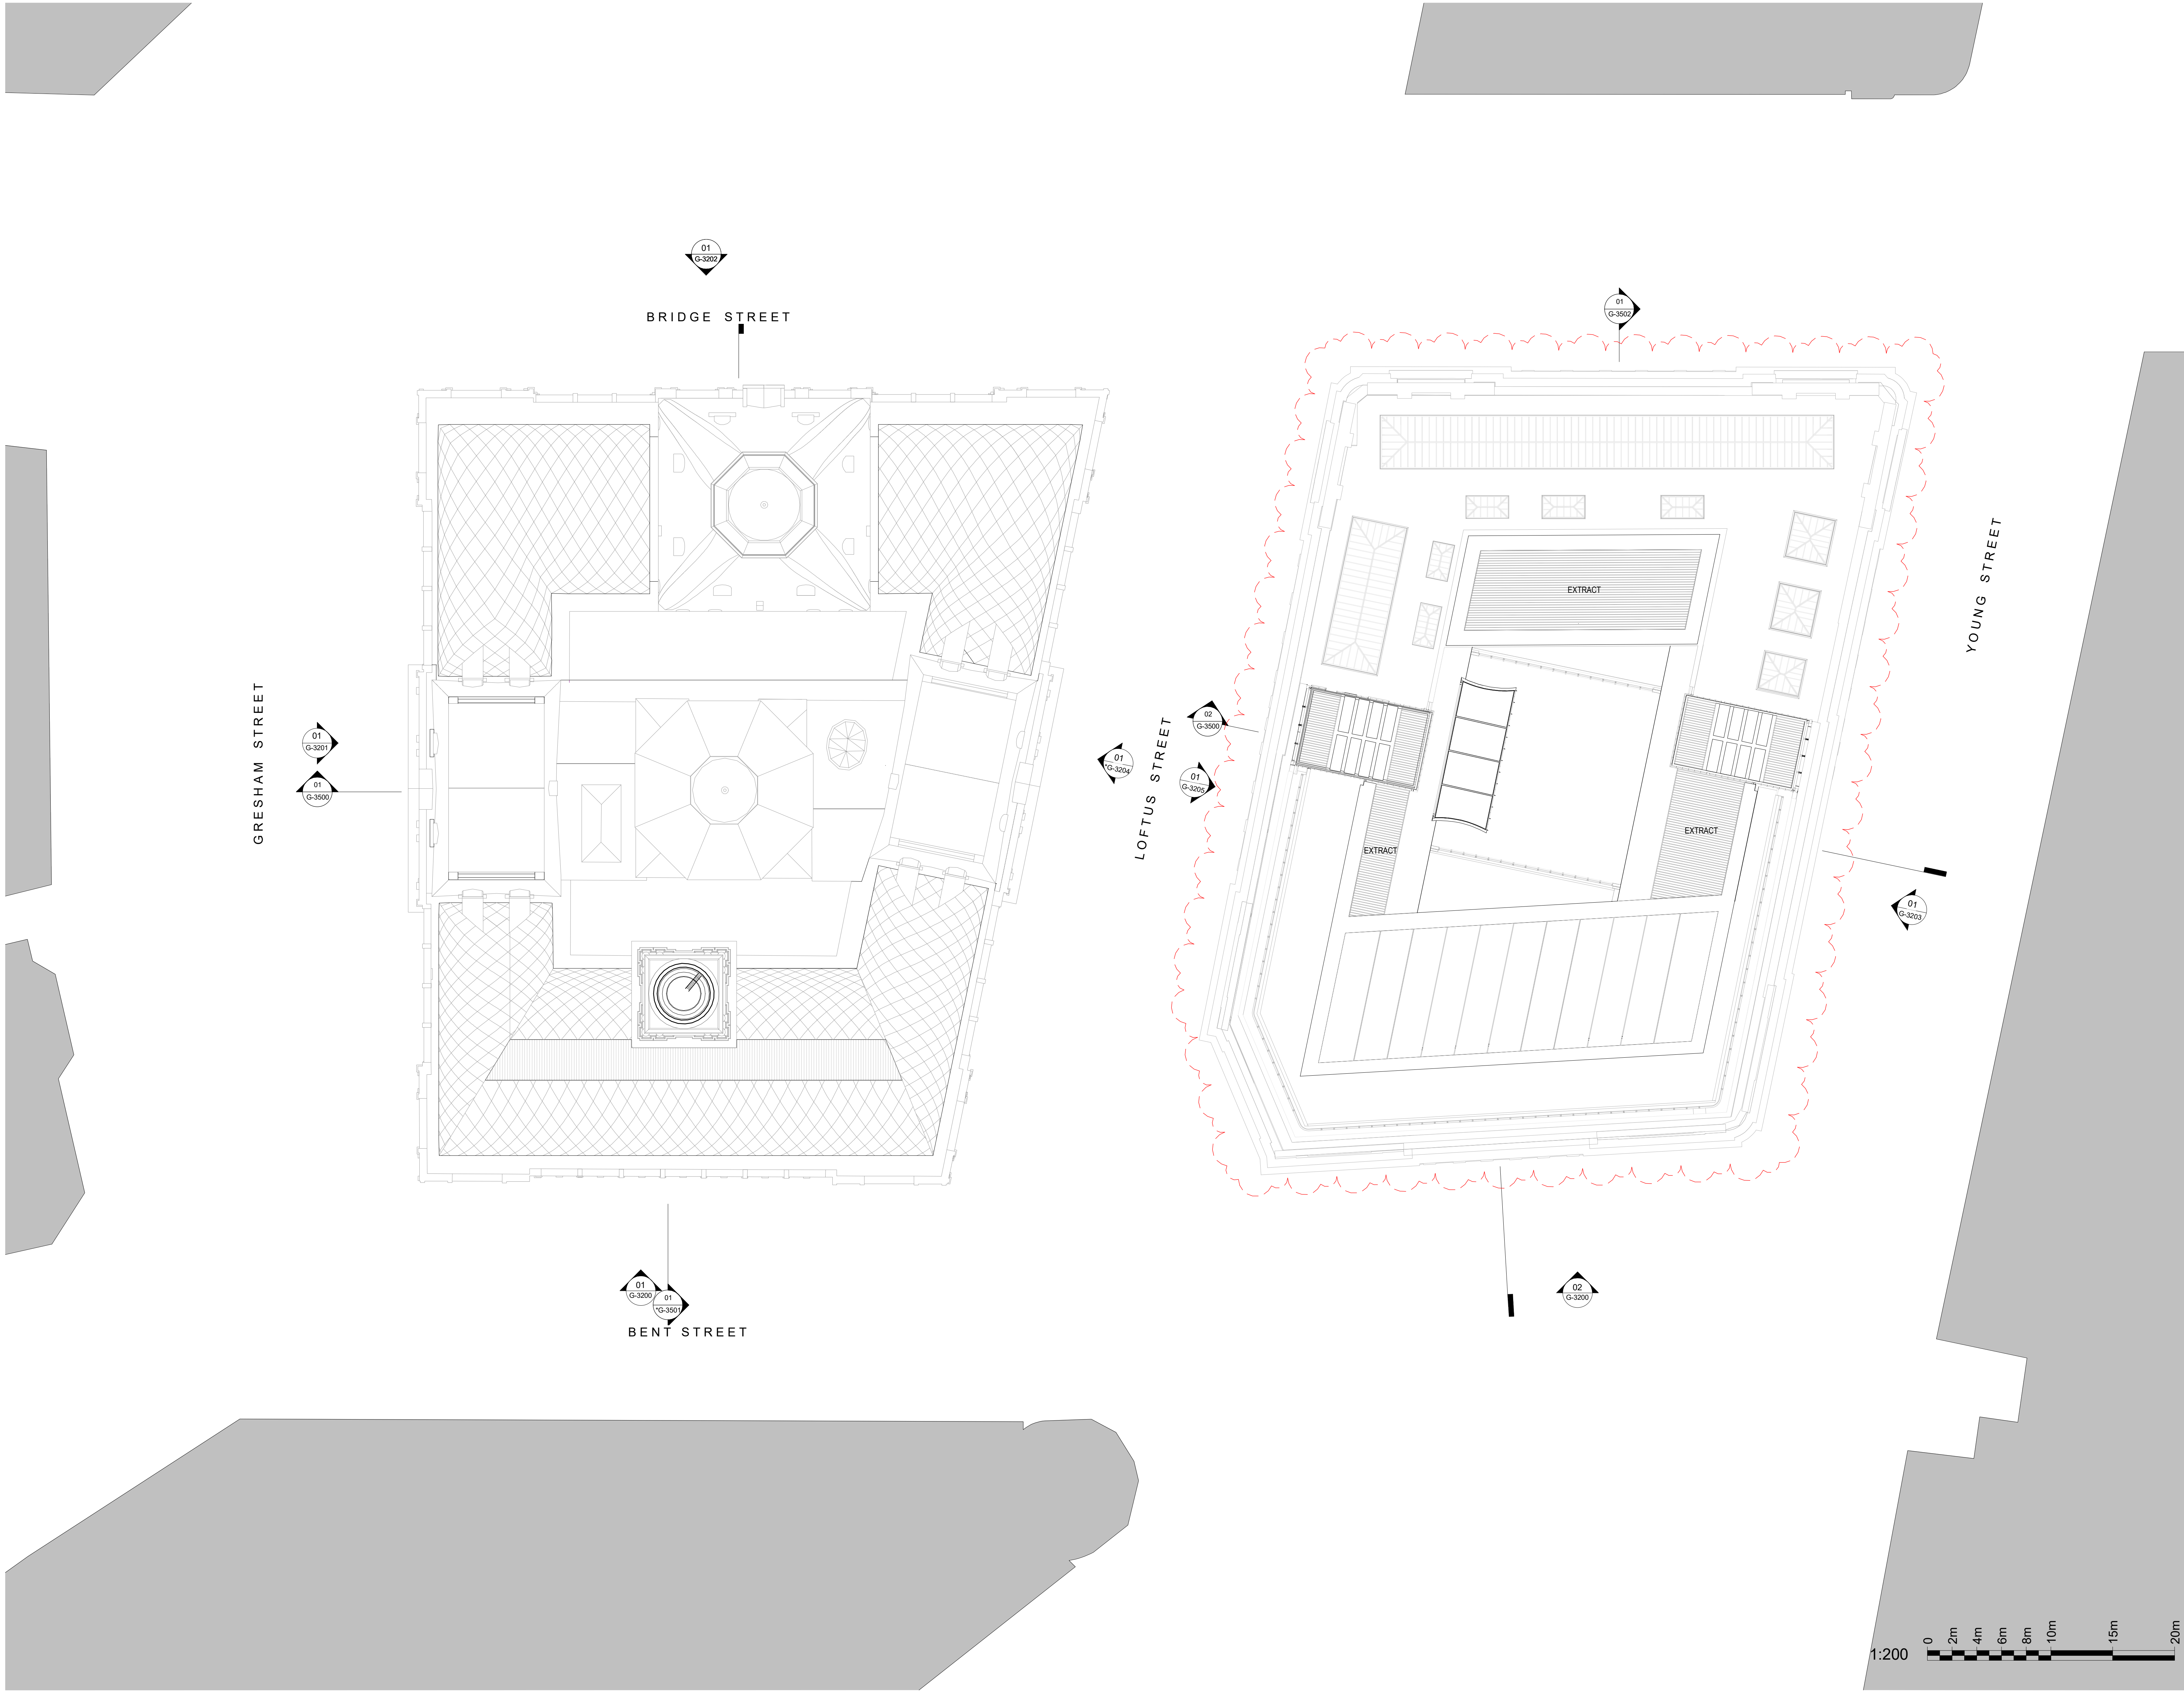 01
G-3202
BRIDGE STREET
01
G-3502
YOUNG STREET
EXTRACT
GRESHAM STREET
01
G-3201
01
G-3500
LOFTUS STREET
02
G-3500
01
*G-3204
01
G-3205
EXTRACT
EXTRACT
01
G-3203
01
G-3200
01
*G-3501
BENT STREET
02
G-3200
1:200
0 2m 4m 6m 8m 10m 15m 20m